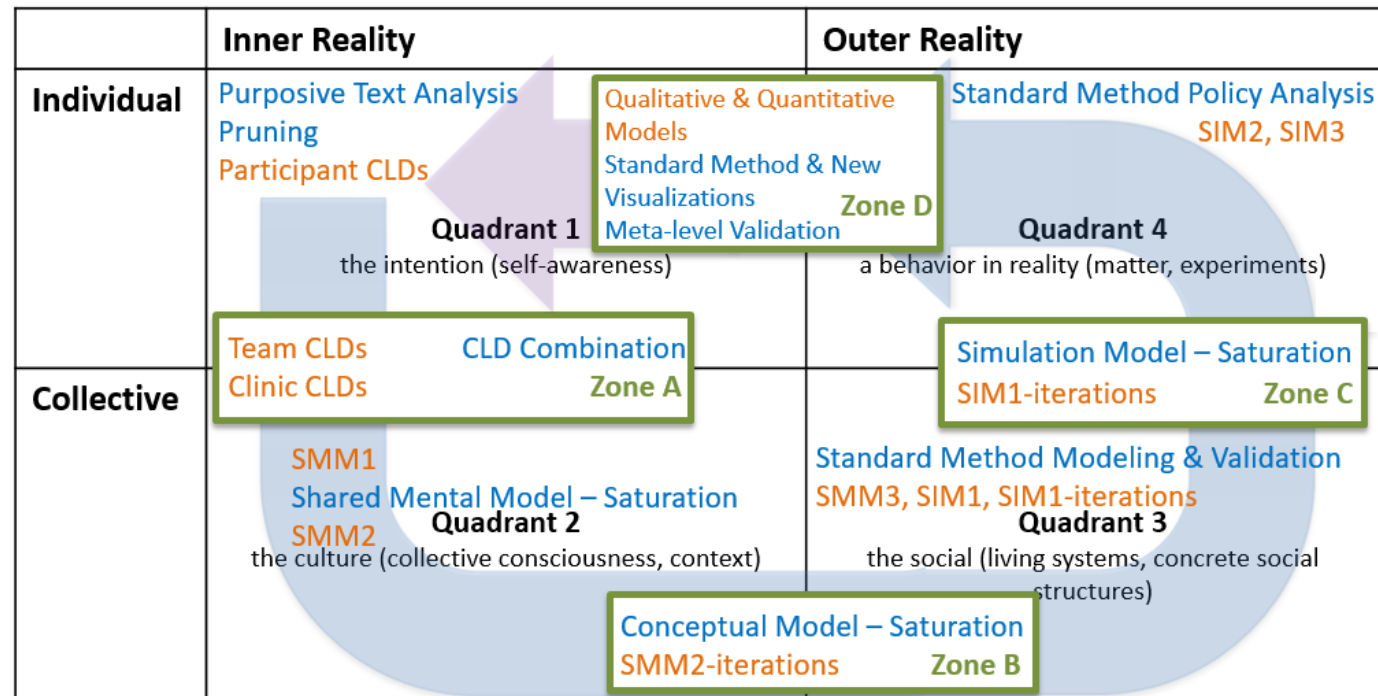 Inner Reality
Outer Reality
Individual
Purposive Text Analysis
Pruning
Participant CLDs
Quadrant 1
the intention (self-awareness)
Qualitative & Quantitative
Models
Standard Method & New
Visualizations
Zone D
Meta-level Validation
Standard Method Policy Analysis
SIM2, SIM3
Quadrant 4
a behavior in reality (matter, experiments)
Team CLDs
CLD Combination
Clinic CLDs
Zone A
Simulation Model – Saturation
SIM1-iterations
Zone C
Collective
SMM1
Shared Mental Model – Saturation
SMM2
Quadrant 2
the culture (collective consciousness, context)
Standard Method Modeling & Validation
SMM3, SIM1, SIM1-iterations
Quadrant 3
the social (living systems, concrete social
structures)
Conceptual Model – Saturation
SMM2-iterations
Zone B